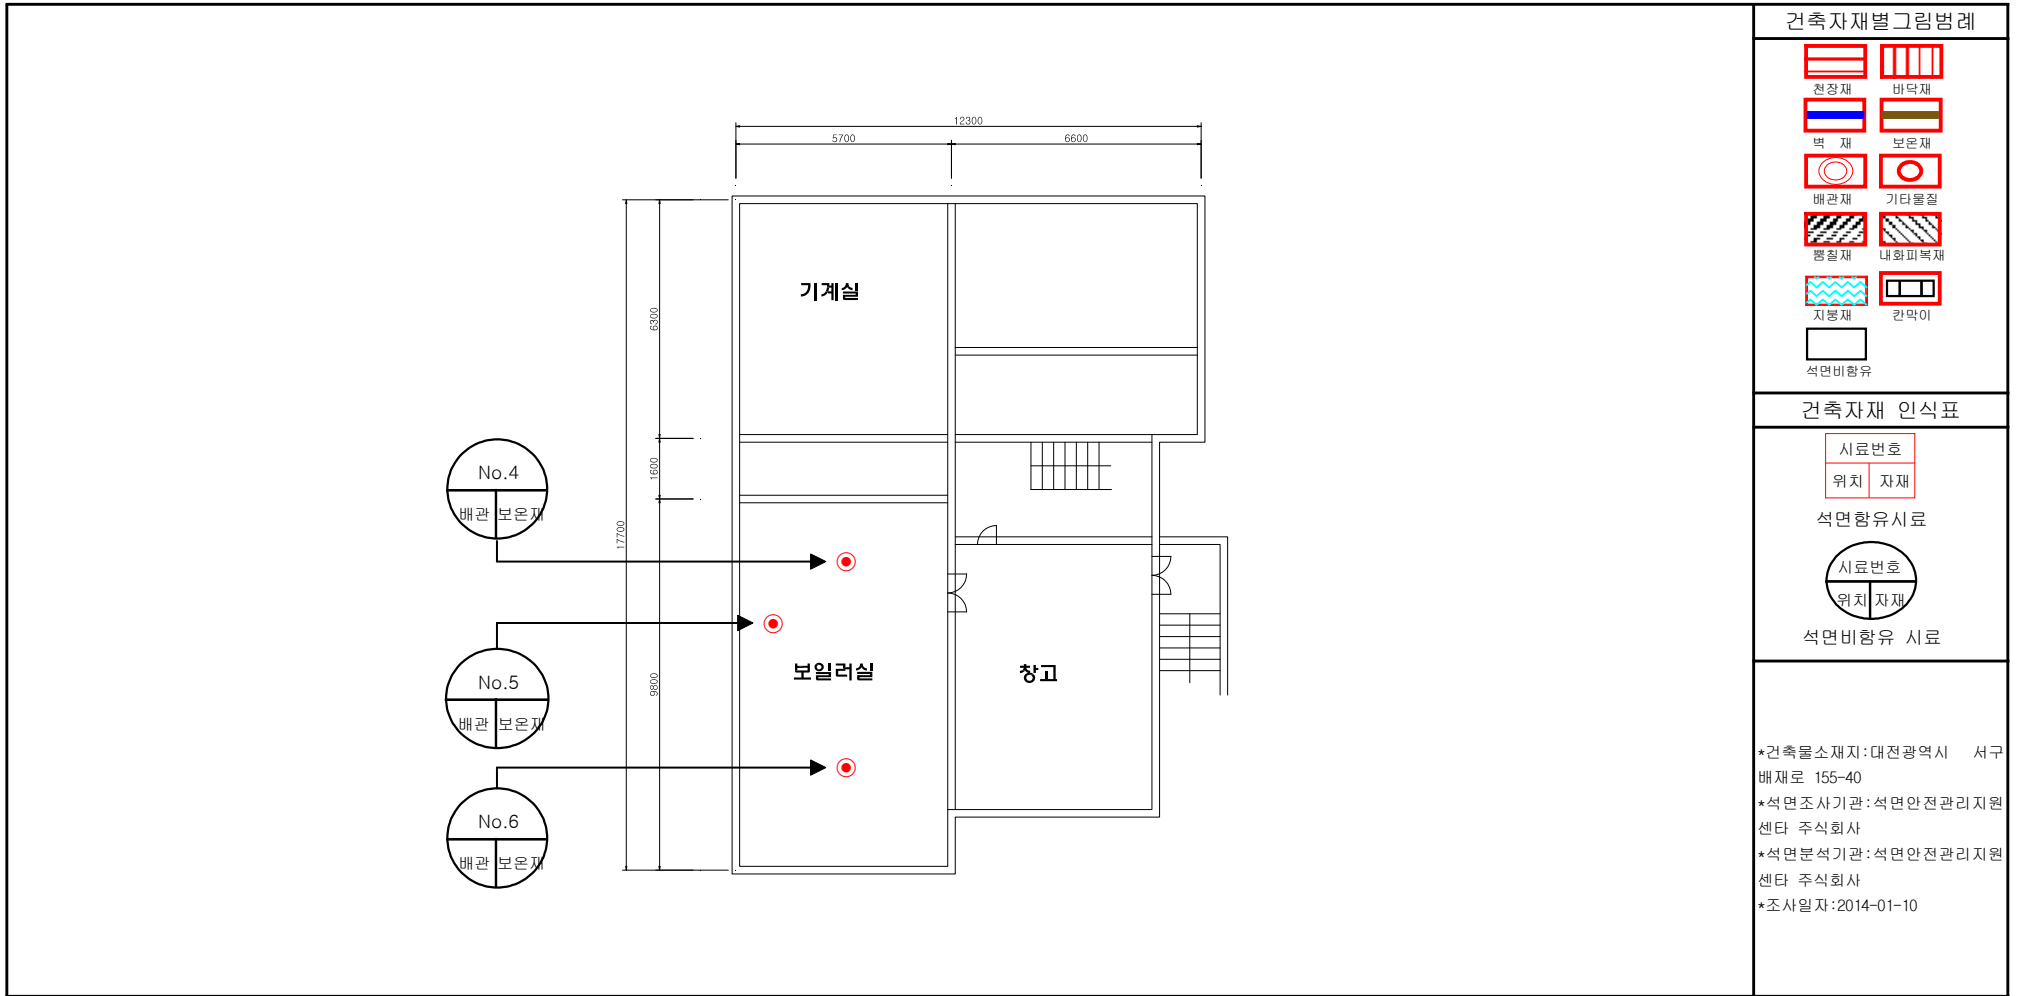 건축자재별그림범례
천장재 바닥재
벽 재 보온재
배관재 기타물질
뿜칠재 내화피복재
지붕재 칸막이
석면비함유
건축자재 인식표
시료번호
위치 자재
석면함유시료
시료번호
위치 자재
석면비함유 시료
*건축물소재지:대전광역시 서구
배재로 155-40
*석면조사기관:석면안전관리지원
센타 주식회사
*석면분석기관:석면안전관리지원
센타 주식회사
*조사일자:2014-01-10
12300
5700 6600
17700
6300
1600
9800
기계실
보일러실
창고
No.4
배관 보온재
No.5
배관 보온재
No.6
배관 보온재